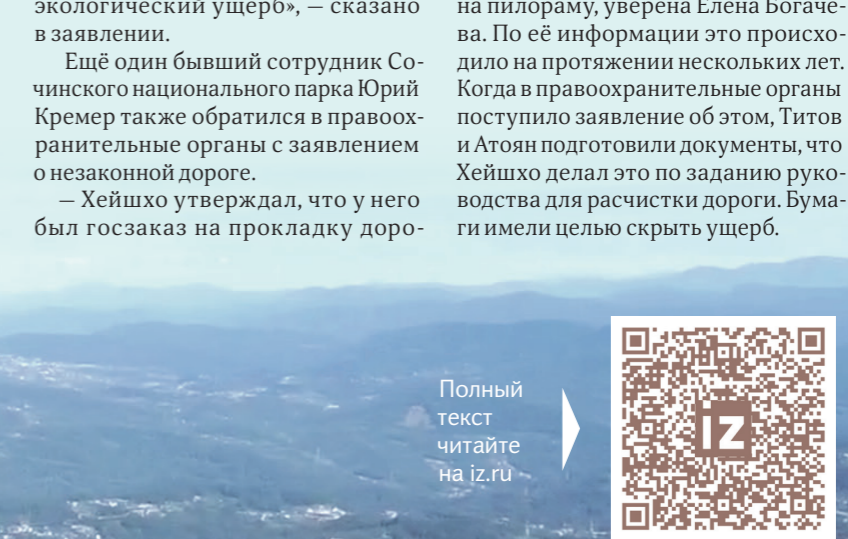 экологический ущерб», — сказано
в заявлении.
Ещё один бывший сотрудник Со-
чинского национального парка Юрий
Кремер также обратился в правоох-
ранительные органы с заявлением
о незаконной дороге.
— Хейшхо утверждал, что у него
был госзаказ на прокладку доро-
на пилораму, уверена Елена Богаче-
ва. По её информации это происхо-
дило на протяжении нескольких лет.
Когда в правоохранительные органы
поступило заявление об этом, Титов
и Атоян подготовили документы, что
Хейшхо делал это по заданию руко-
водства для расчистки дороги. Бума-
ги имели целью скрыть ущерб.
Полный
текст
читайте
на iz.ru
iz